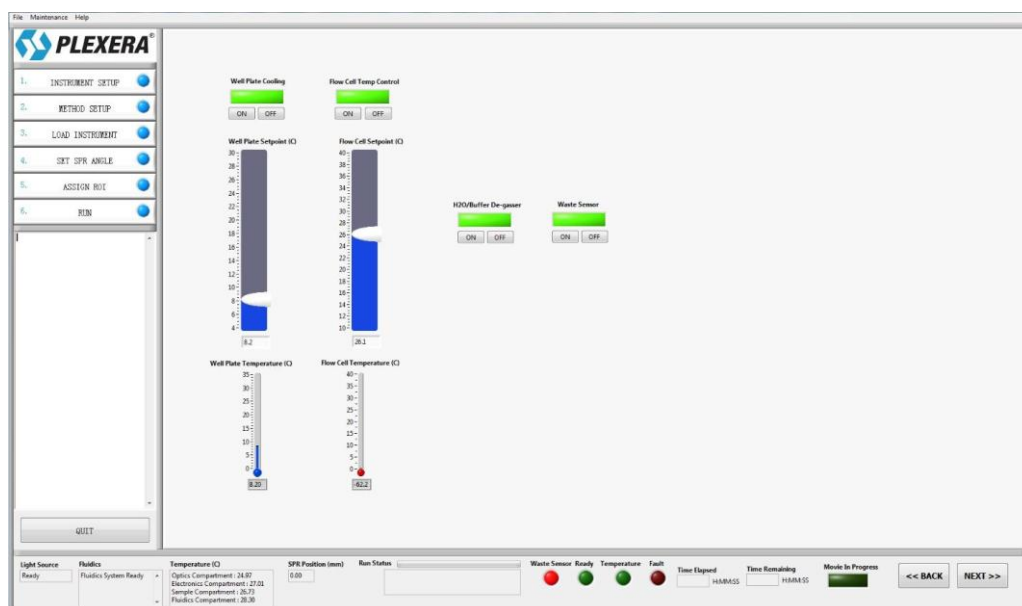 File Maintenance Help
PLEXERA®
1. INSTRUMENT SETUP
2. METHOD SETUP
3. LOAD INSTRUMENT
4. SET SPR ANGLE
5. ASSIGN ROI
6. RUN
QUIT
Well Plate Cooling
ON OFF
Flow Cell Temp Control
ON OFF
Well Plate Setpoint (C)
30
28
26
24
22
20
18
16
14
12
10
8
6
4
8.2
Flow Cell Setpoint (C)
40
38
36
34
32
30
28
26
24
22
20
18
16
14
12
10
26.1
H2O/Buffer De-gasser
ON OFF
Waste Sensor
ON OFF
Well Plate Temperature (C)
35
30
25
20
15
10
5
0
8.20
Flow Cell Temperature (C)
40
35
30
25
20
15
10
5
0
-62.2
Light Source
Ready
Fluidics
Fluidics System Ready
Temperature (C)
Optics Compartment : 24.97
Electronics Compartment : 27.01
Sample Compartment : 26.73
Fluidics Compartment : 28.30
SPR Position (mm)
0.00
Run Status
Waste Sensor Ready Temperature Fault
Time Elapsed
H:MM:SS
Time Remaining
H:MM:SS
Movie In Progress
<< BACK NEXT >>